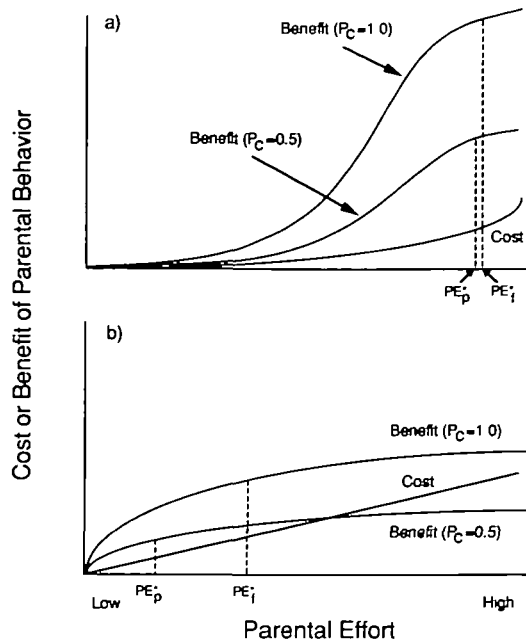 Cost or Benefit of Parental Behavior
a)
Benefit (Pc=1 0)
Benefit (Pc=0.5)
Cost
PE*p PE*f
b)
Benefit (Pc=1 0)
Cost
Benefit (Pc=0.5)
PE*p PE*f
Low High
Parental Effort